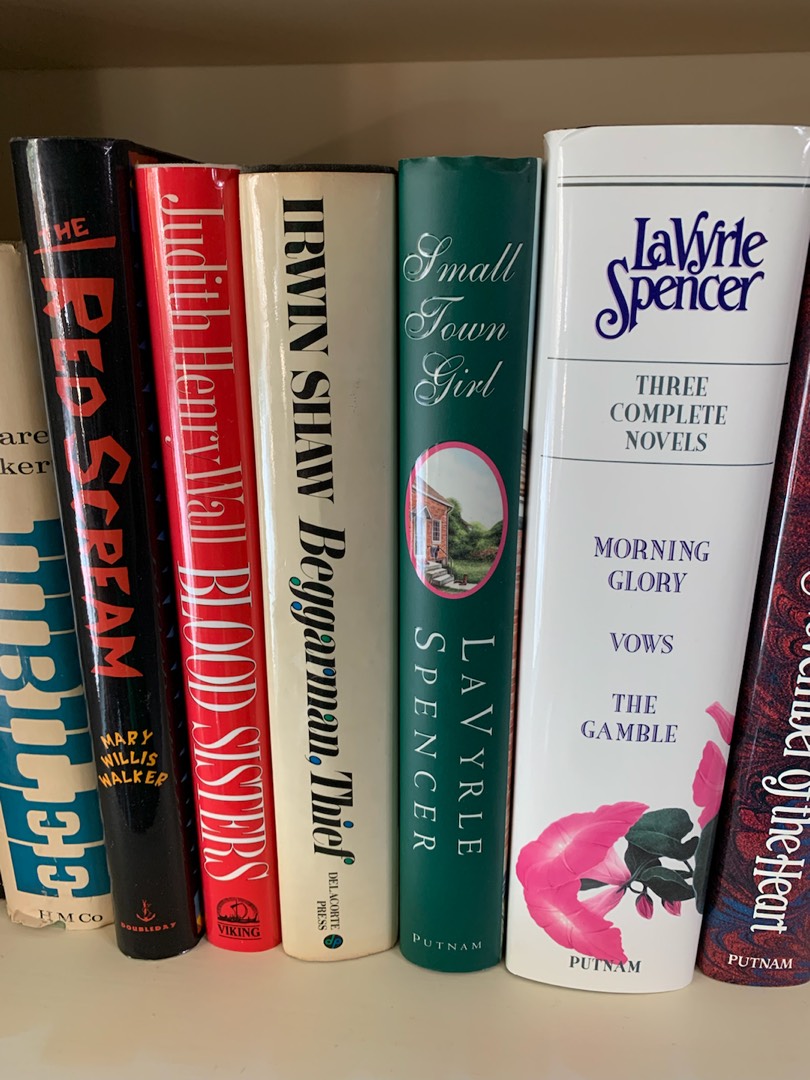 are
ker
JUBILEE
H M Co
THE
RED SCREAM
MARY
WILLIS
WALKER
DOUBLEDAY
Judith Henry Wall BLOOD SISTERS
VIKING
IRWIN SHAW Beggarman, Thief
DELACORTE
PRESS
dp
Small
Town
Girl
LAVYRLE
SPENCER
PUTNAM
LaVyrle
Spencer
THREE
COMPLETE
NOVELS
MORNING
GLORY
VOWS
THE
GAMBLE
PUTNAM
of the Heart
PUTNAM